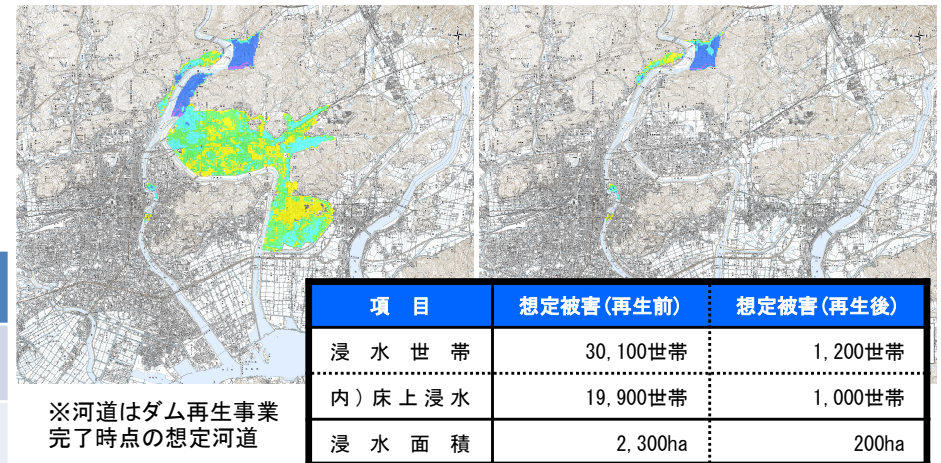 項　目 想定被害(再生前) 想定被害(再生後)
浸　水　世　帯 30,100世帯 1,200世帯
内）床上浸水 19,900世帯 1,000世帯
浸　水　面　積 2,300ha 200ha
※河道はダム再生事業
完了時点の想定河道